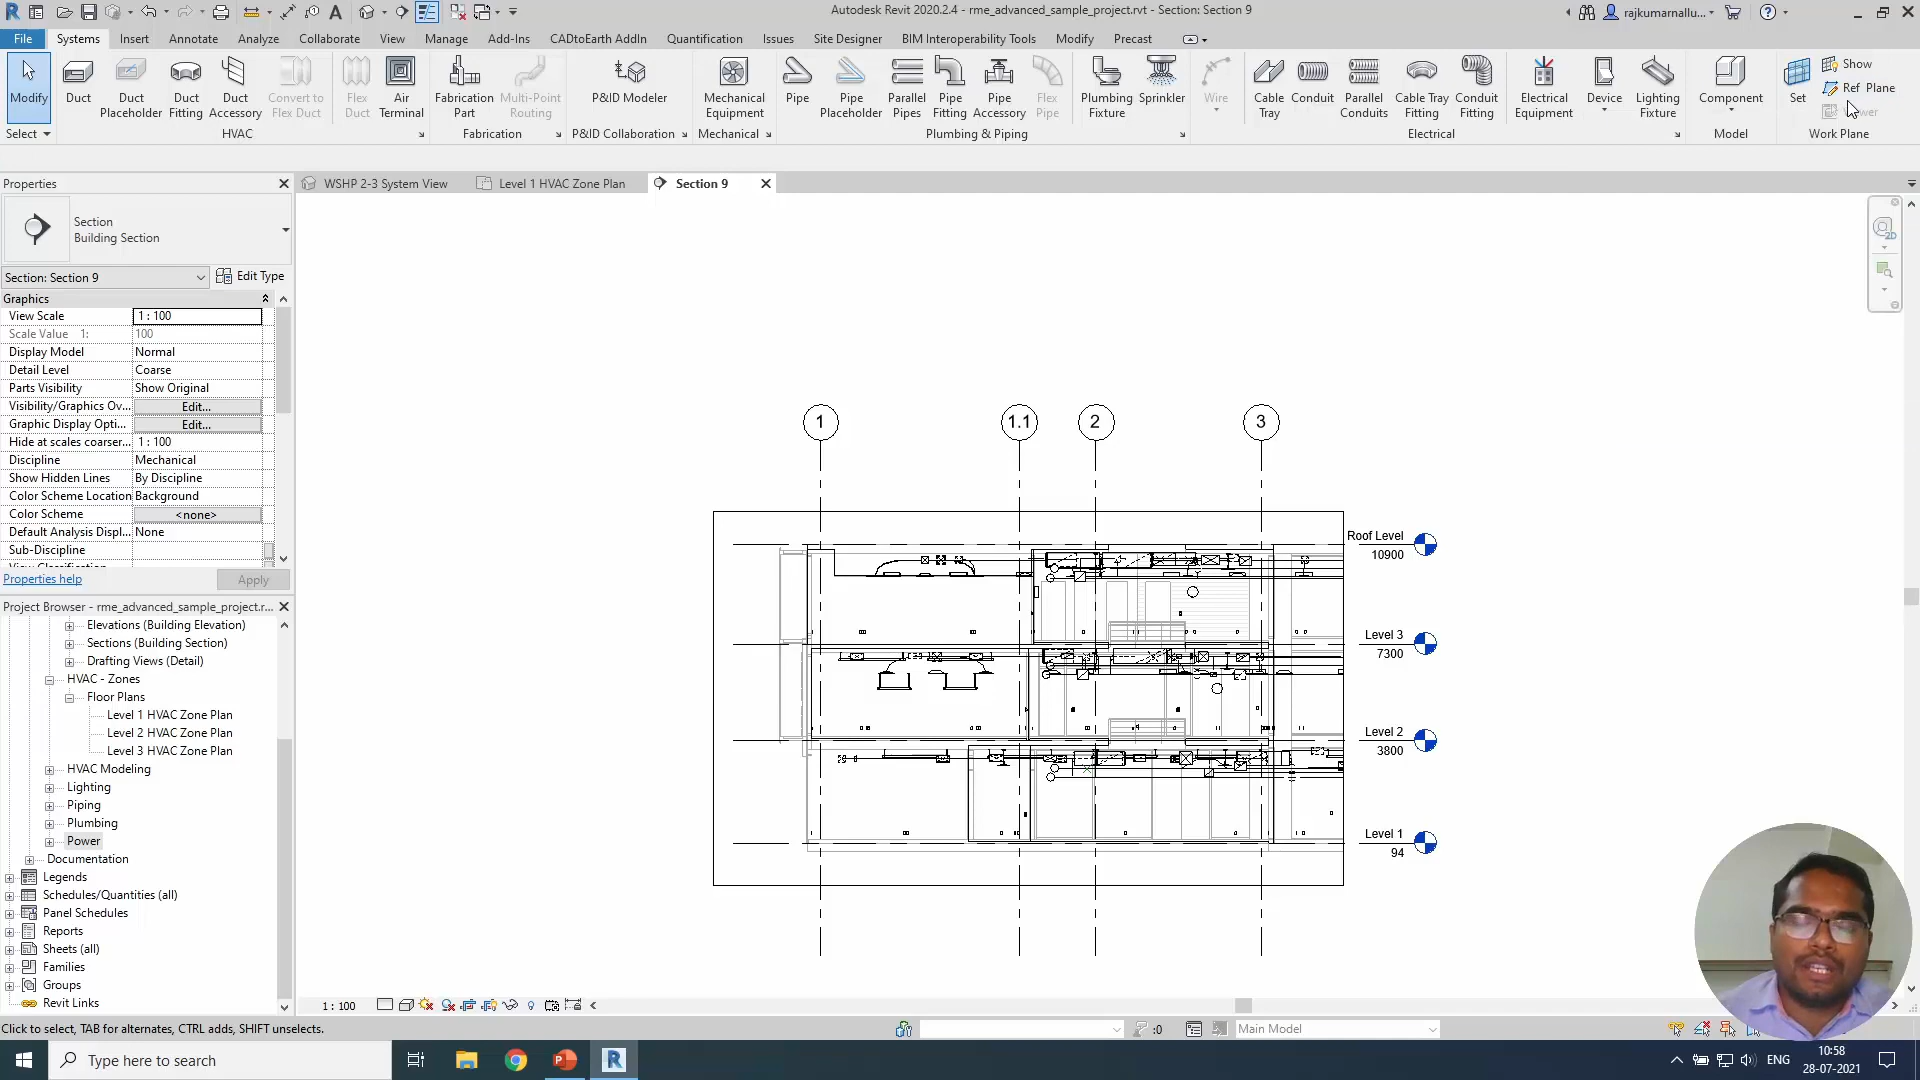 Autodesk Revit 2020.2.4 - rme_advanced_sample_project.rvt - Section: Section 9
rajkumarnallu...
File Systems Insert Annotate Analyze Collaborate View Manage Add-Ins CADtoEarth AddIn Quantification Issues Site Designer BIM Interoperability Tools Modify Precast
Modify
Duct
Duct Placeholder
Duct Fitting
Duct Accessory
Convert to Flex Duct
Flex Duct
Air Terminal
Fabrication Part
Multi-Point Routing
P&ID Modeler
Mechanical Equipment
Pipe
Pipe Placeholder
Parallel Pipes
Pipe Fitting
Pipe Accessory
Flex Pipe
Plumbing Fixture
Sprinkler
Wire
Cable Tray
Conduit
Parallel Conduits
Cable Tray Fitting
Conduit Fitting
Electrical Equipment
Device
Lighting Fixture
Component
Set
Show
Ref Plane
Select HVAC Fabrication P&ID Collaboration Mechanical Plumbing & Piping Electrical Model Work Plane
Properties
WSHP 2-3 System View
Level 1 HVAC Zone Plan
Section 9
Section
Building Section
Section: Section 9
Edit Type
Graphics
View Scale 1 : 100
Scale Value 1: 100
Display Model Normal
Detail Level Coarse
Parts Visibility Show Original
Visibility/Graphics Ov... Edit...
Graphic Display Opti... Edit...
Hide at scales coarser... 1 : 100
Discipline Mechanical
Show Hidden Lines By Discipline
Color Scheme Location Background
Color Scheme <none>
Default Analysis Displ... None
Sub-Discipline
Properties help
Apply
Project Browser - rme_advanced_sample_project.r...
Elevations (Building Elevation)
Sections (Building Section)
Drafting Views (Detail)
HVAC - Zones
Floor Plans
Level 1 HVAC Zone Plan
Level 2 HVAC Zone Plan
Level 3 HVAC Zone Plan
HVAC Modeling
Lighting
Piping
Plumbing
Power
Documentation
Legends
Schedules/Quantities (all)
Panel Schedules
Reports
Sheets (all)
Families
Groups
Revit Links
1 1.1 2 3
Roof Level
10900
Level 3
7300
Level 2
3800
Level 1
94
2D
1 : 100
Click to select, TAB for alternates, CTRL adds, SHIFT unselects.
:0
Main Model
Type here to search
ENG
10:58
28-07-2021